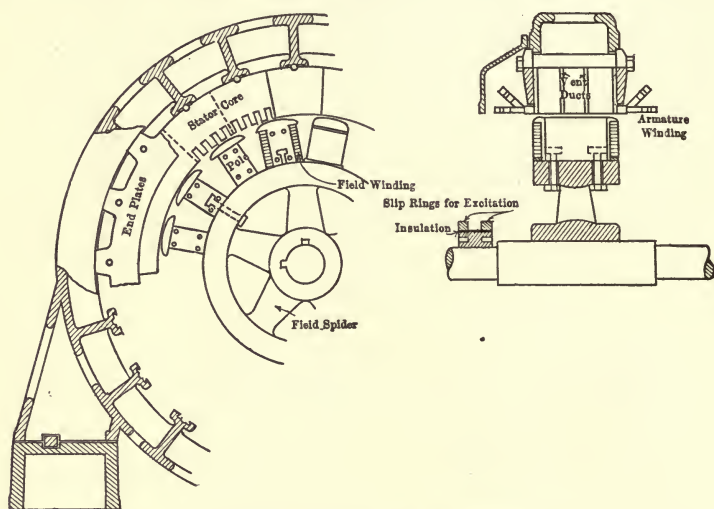 Stator Core
Pole
End Plates
Field Winding
Field Spider
Vent
Ducts
Armature
Winding
Slip Rings for Excitation
Insulation